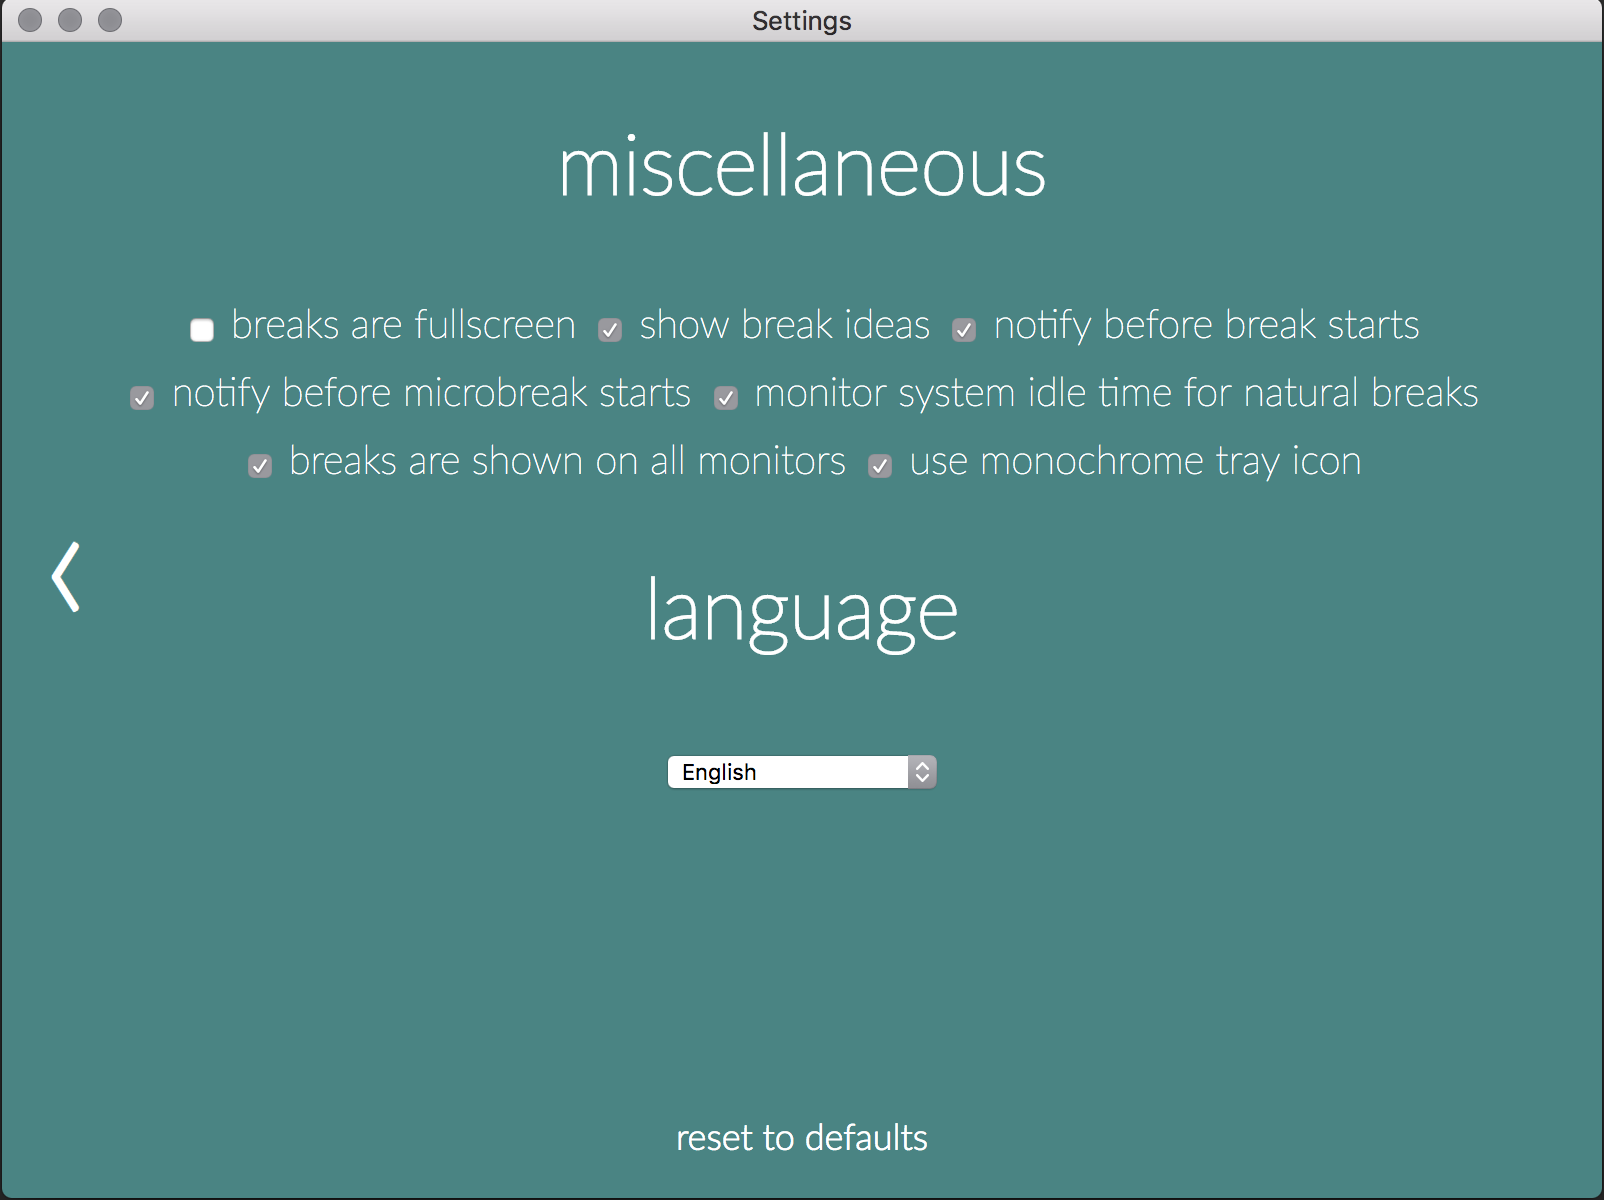 Settings
miscellaneous
breaks are fullscreen show break ideas notify before break starts
notify before microbreak starts monitor system idle time for natural breaks
breaks are shown on all monitors use monochrome tray icon
language
English
reset to defaults